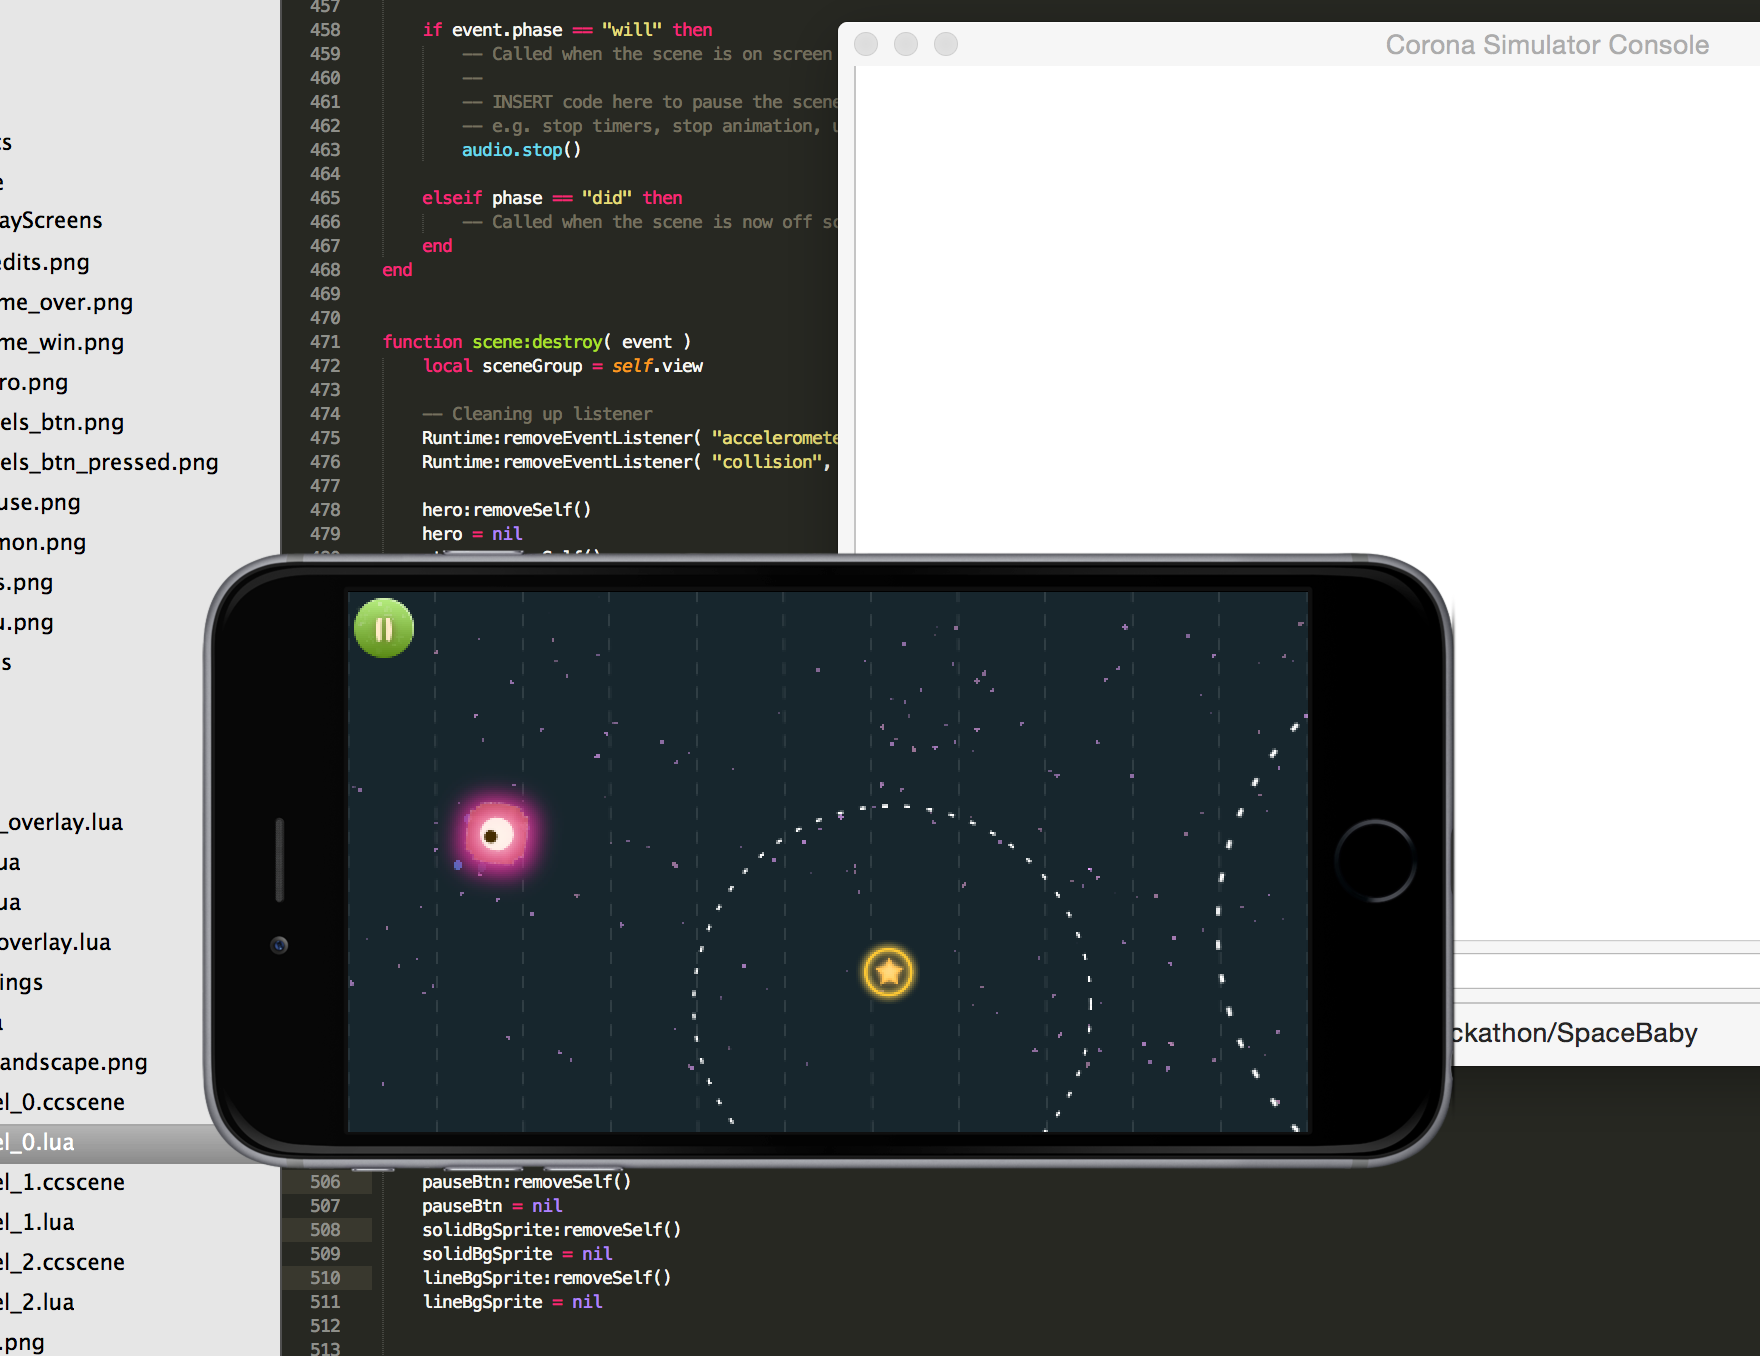 ayScreens
edits.png
me_over.png
me_win.png
ro.png
els_btn.png
els_btn_pressed.png
use.png
mon.png
s.png
u.png
s
_overlay.lua
ua
ua
overlay.lua
ings
andscape.png
el_0.ccscene
el_0.lua
el_1.ccscene
el_1.lua
el_2.ccscene
el_2.lua
.png
457
458 if event.phase == "will" then
459 -- Called when the scene is on screen
460 --
461 -- INSERT code here to pause the scene
462 -- e.g. stop timers, stop animation,
463 audio.stop()
464
465 elseif phase == "did" then
466 -- Called when the scene is now off sc
467 end
468 end
469
470
471 function scene:destroy( event )
472 local sceneGroup = self.view
473
474 -- Cleaning up listener
475 Runtime:removeEventListener( "acceleromete
476 Runtime:removeEventListener( "collision",
477
478 hero:removeSelf()
479 hero = nil
506 pauseBtn:removeSelf()
507 pauseBtn = nil
508 solidBgSprite:removeSelf()
509 solidBgSprite = nil
510 lineBgSprite:removeSelf()
511 lineBgSprite = nil
512
513
Corona Simulator Console
ckathon/SpaceBaby